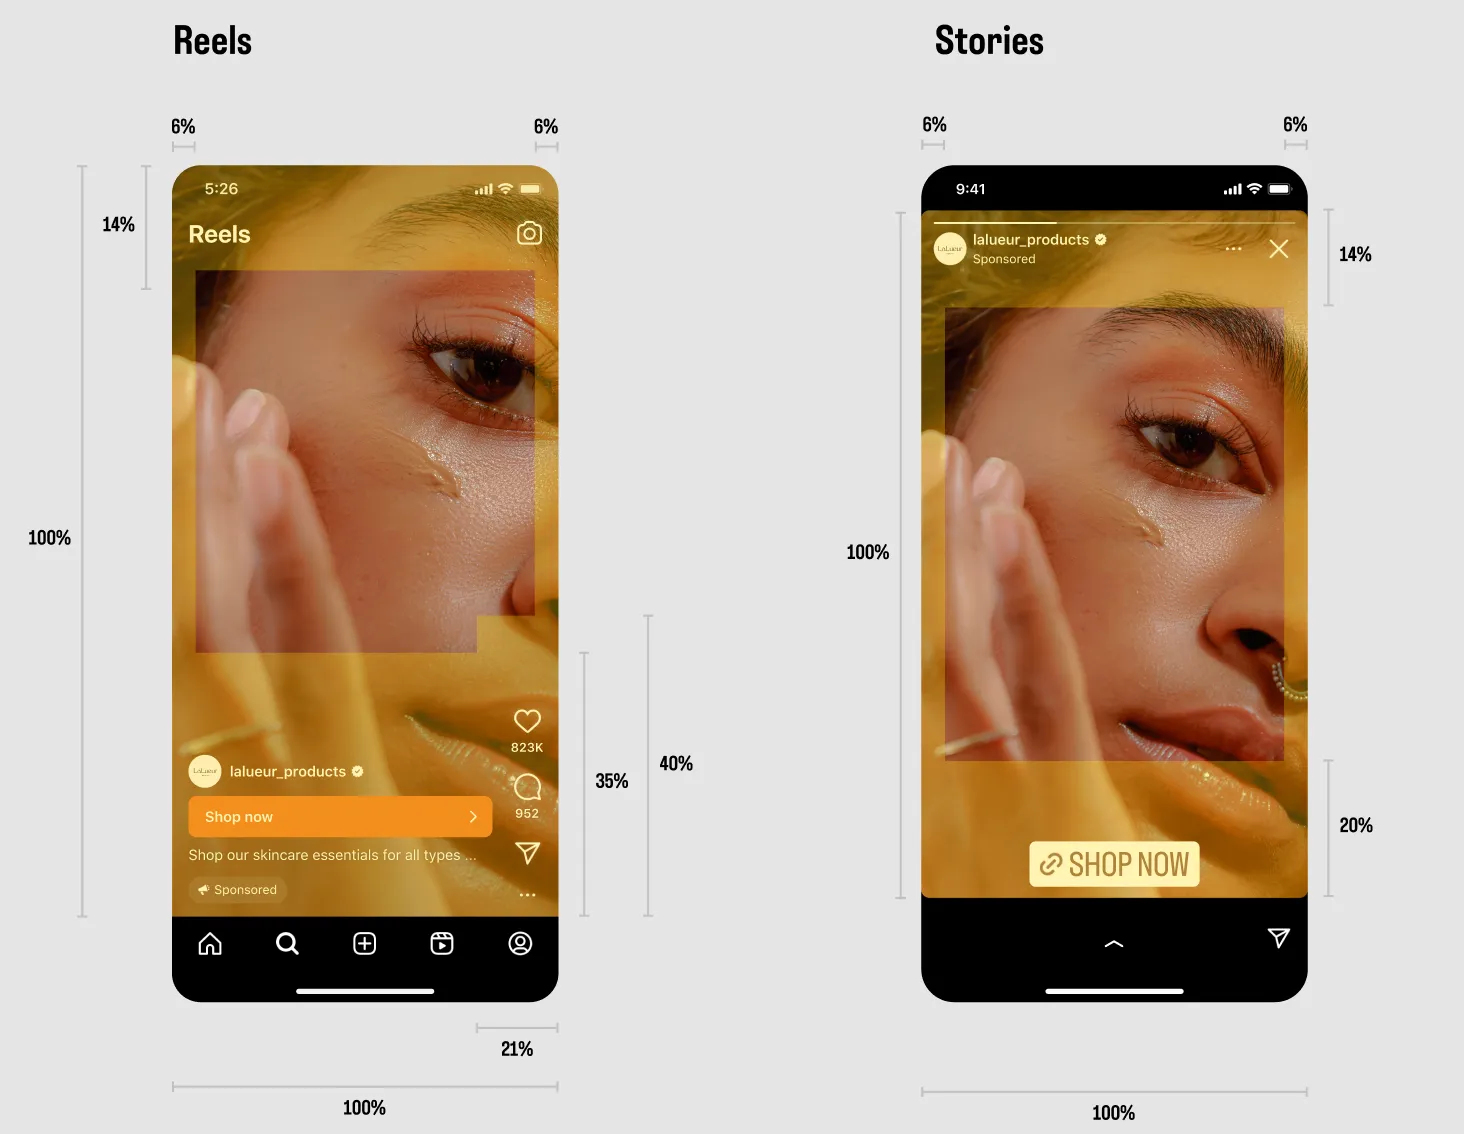 Reels
6%
6%
14%
100%
5:26
Reels
823K
lalueur_products
952
Shop now
Shop our skincare essentials for all types ...
Sponsored
35%
40%
21%
100%
Stories
6%
6%
100%
9:41
LaLueur
lalueur_products
Sponsored
14%
20%
SHOP NOW
100%